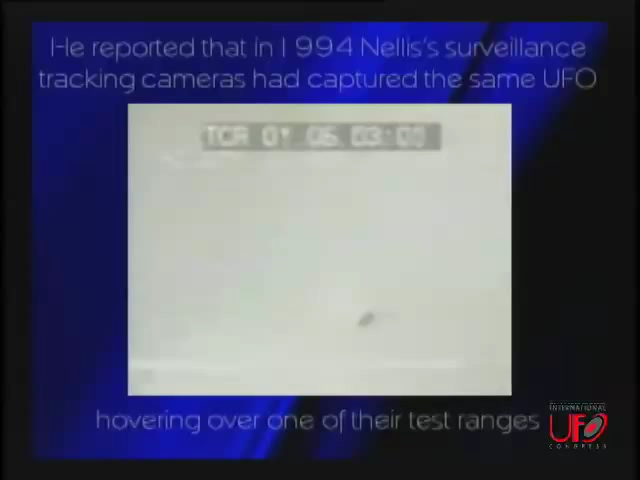 He reported that in 1994 Nellis's surveillance
tracking cameras had captured the same UFO
TCR 01 06 03:00
hovering over one of their test ranges
INTERNATIONAL
UFO
CONGRESS